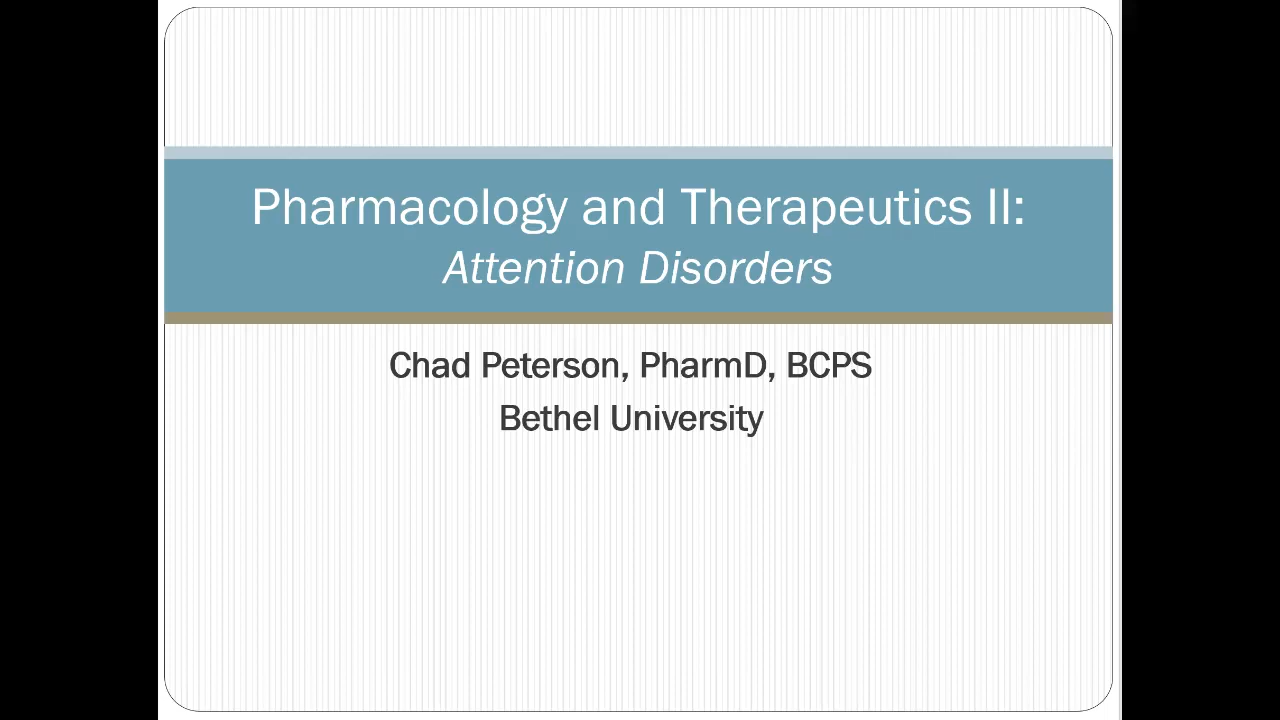 Pharmacology and Therapeutics II:
Attention Disorders
Chad Peterson, PharmD, BCPS
Bethel University